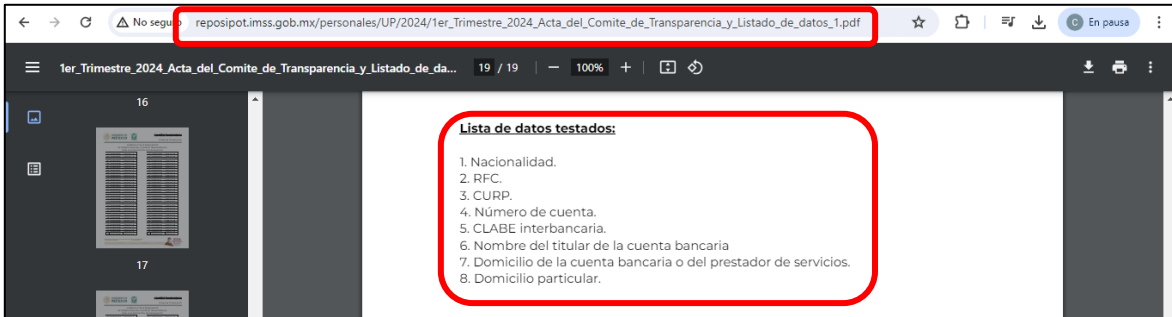 No seguro
reposipot.imss.gob.mx/personales/UP/2024/1er_Trimestre_2024_Acta_del_Comite_de_Transparencia_y_Listado_de_datos_1.pdf
C
En pausa
1er_Trimestre_2024_Acta_del_Comite_de_Transparencia_y_Listado_de_da...
19 / 19
100%
16
17
Lista de datos testados:
1. Nacionalidad.
2. RFC.
3. CURP.
4. Número de cuenta.
5. CLABE interbancaria.
6. Nombre del titular de la cuenta bancaria
7. Domicilio de la cuenta bancaria o del prestador de servicios.
8. Domicilio particular.